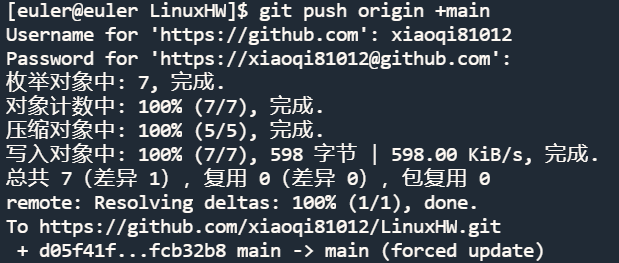 [euler@euler LinuxHW]$ git push origin +main
Username for 'https://github.com': xiaoqi81012
Password for 'https://xiaoqi81012@github.com':
枚举对象中: 7, 完成.
对象计数中: 100% (7/7), 完成.
压缩对象中: 100% (5/5), 完成.
写入对象中: 100% (7/7), 598 字节 | 598.00 KiB/s, 完成.
总共 7（差异 1）, 复用 0（差异 0）, 包复用 0
remote: Resolving deltas: 100% (1/1), done.
To https://github.com/xiaoqi81012/LinuxHW.git
 + d05f41f...fcb32b8 main -> main (forced update)